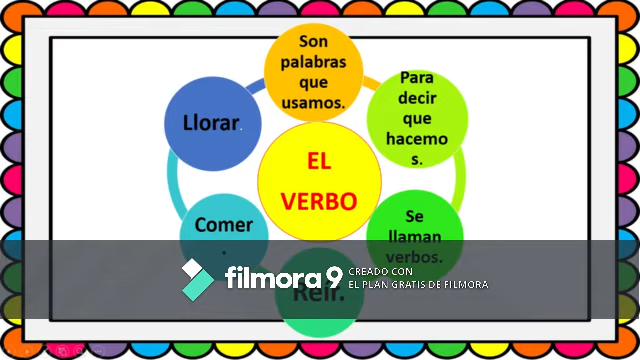 Son
palabras
que
usamos.
Para
decir
que
hacemo
s.
Se
llaman
verbos.
Reír.
Comer
.
Llorar.
EL
VERBO
filmora 9
CREADO CON
EL PLAN GRATIS DE FILMORA